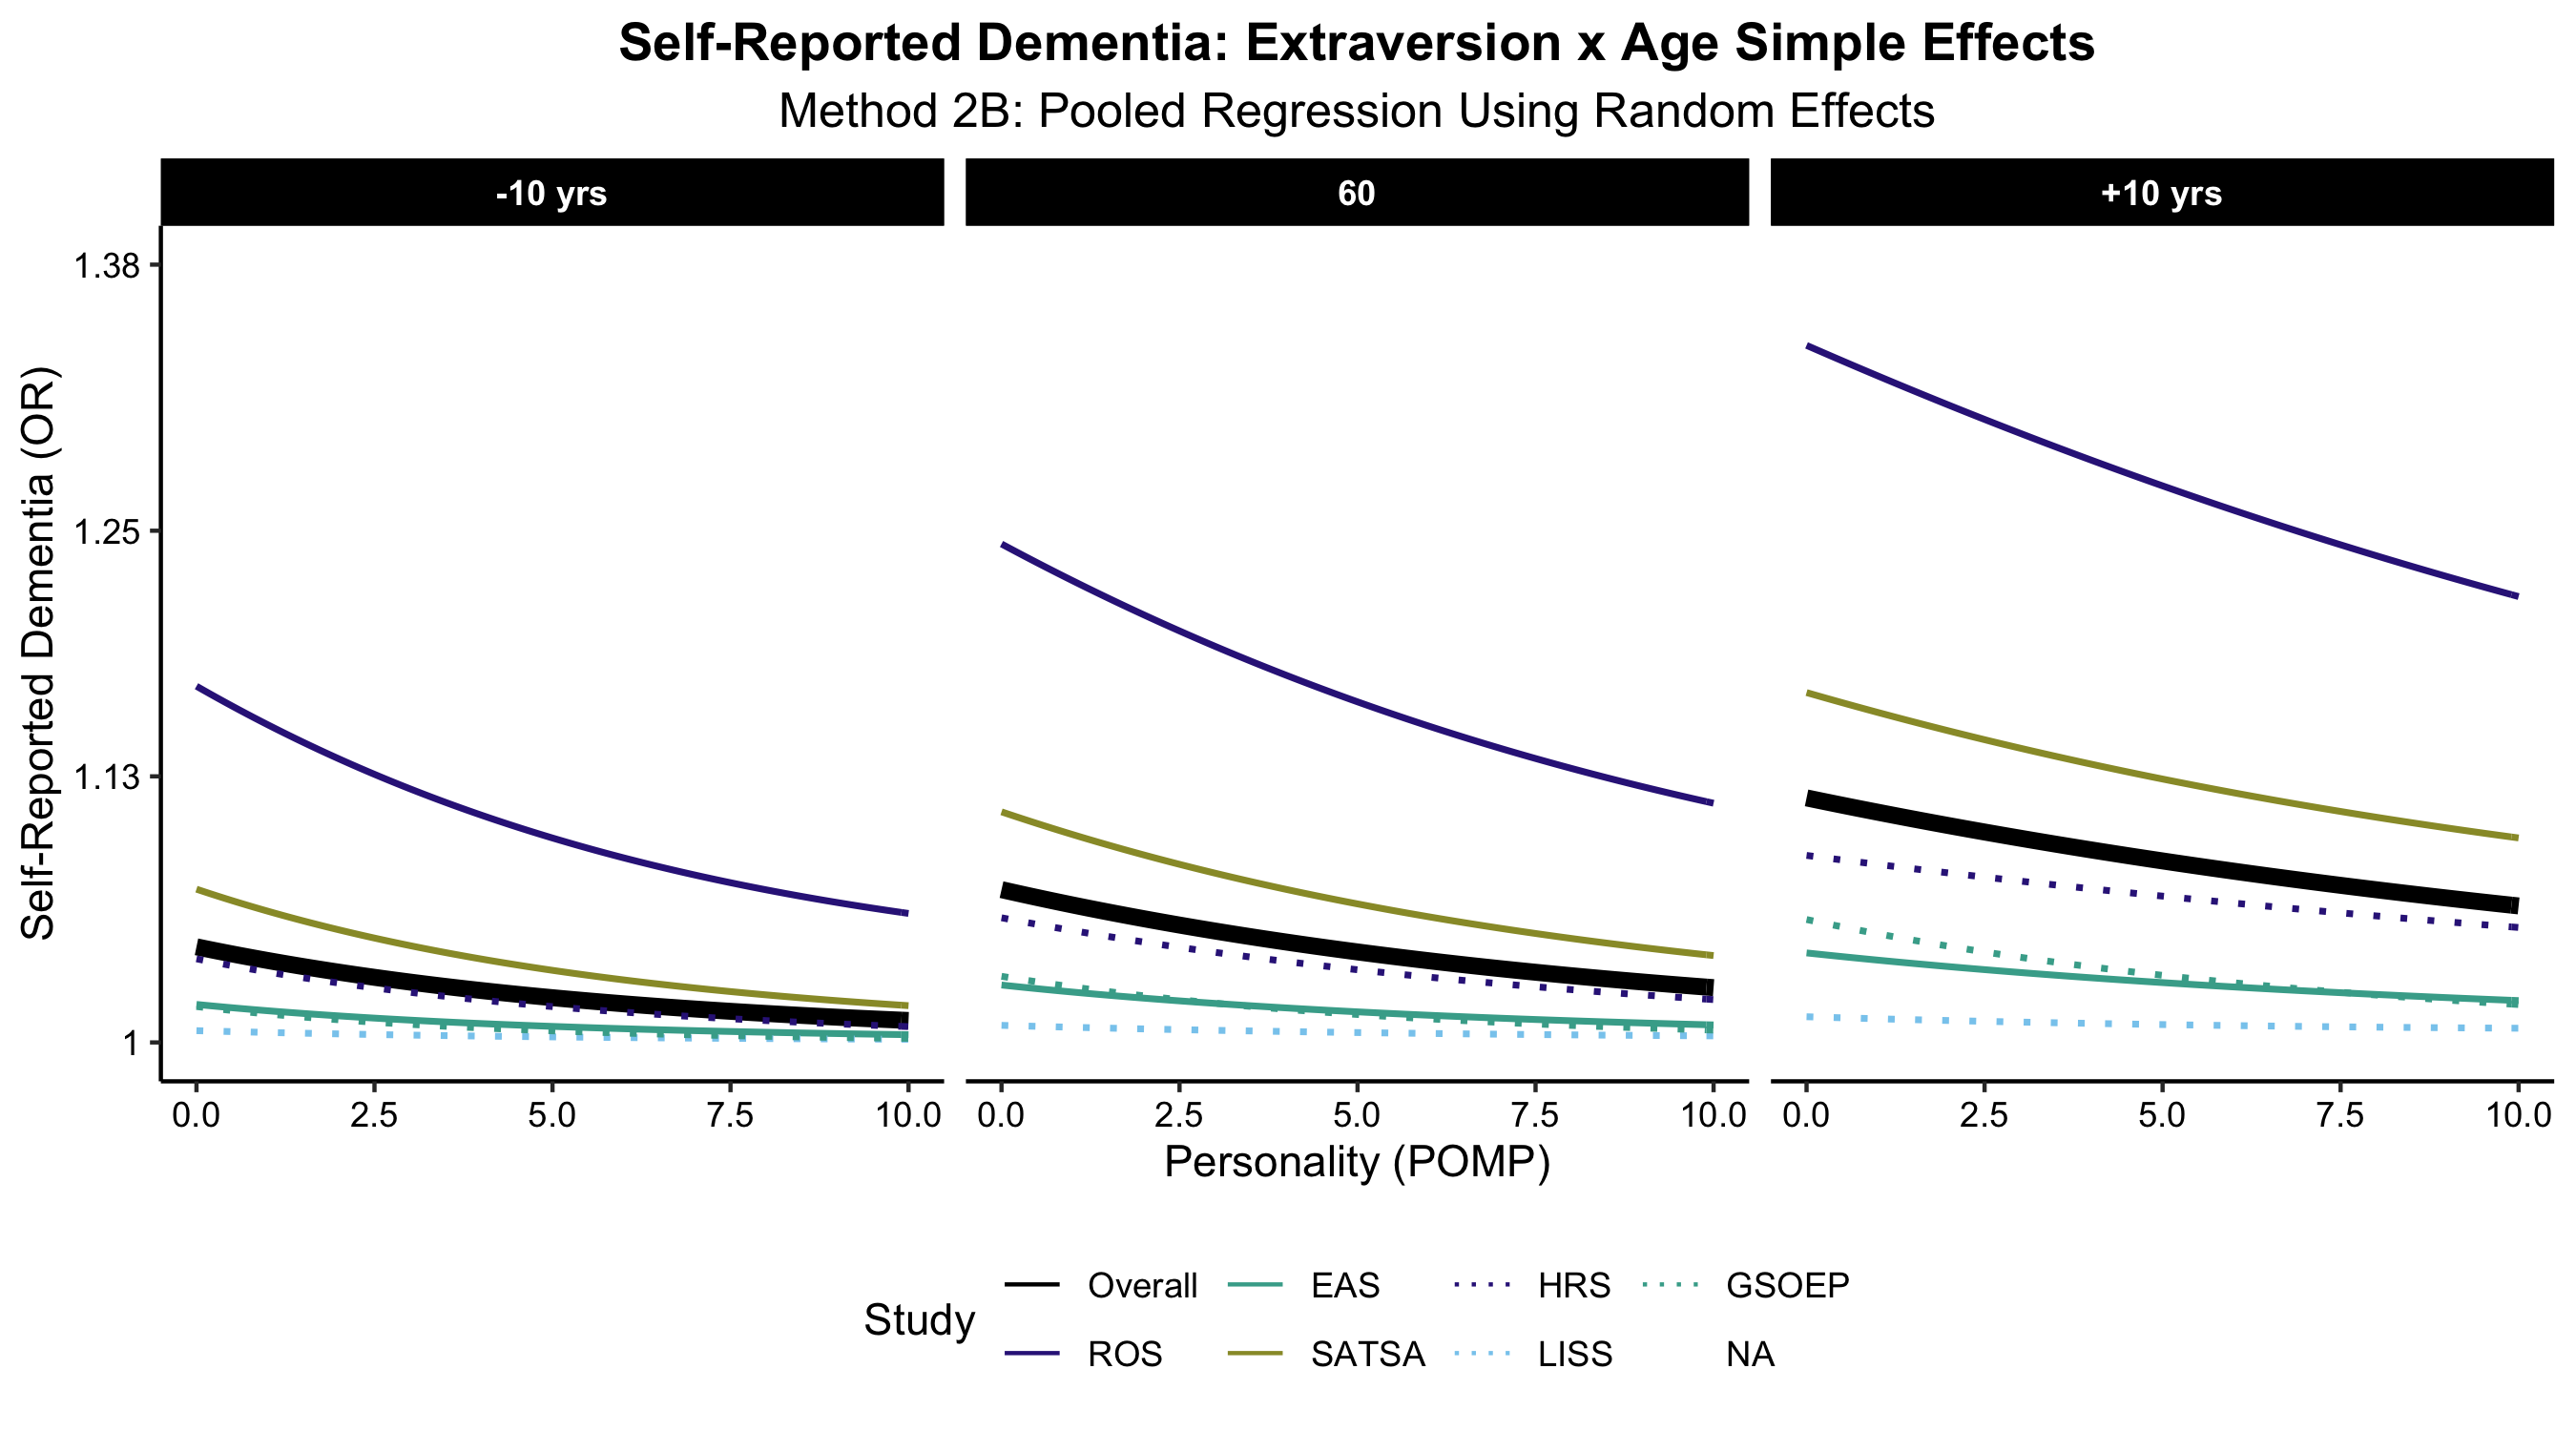 Self-Reported Dementia: Extraversion x Age Simple Effects
Method 2B: Pooled Regression Using Random Effects
-10 yrs 60 +10 yrs
Self-Reported Dementia (OR)
1.38
1.25
1.13
1
0.0 2.5 5.0 7.5 10.0 0.0 2.5 5.0 7.5 10.0 0.0 2.5 5.0 7.5 10.0
Personality (POMP)
Study
Overall EAS HRS GSOEP
ROS SATSA LISS NA